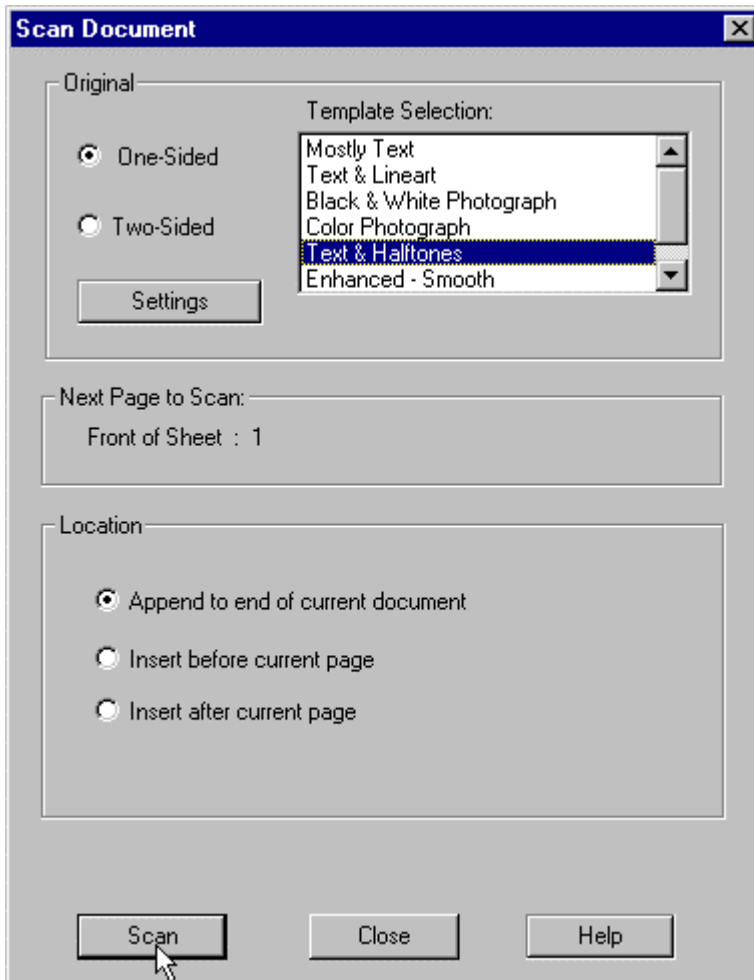 Scan Document
Original
Template Selection:
One-Sided
Two-Sided
Settings
Mostly Text
Text & Lineart
Black & White Photograph
Color Photograph
Text & Halftones
Enhanced - Smooth
Next Page to Scan:
Front of Sheet : 1
Location
Append to end of current document
Insert before current page
Insert after current page
Scan Close Help